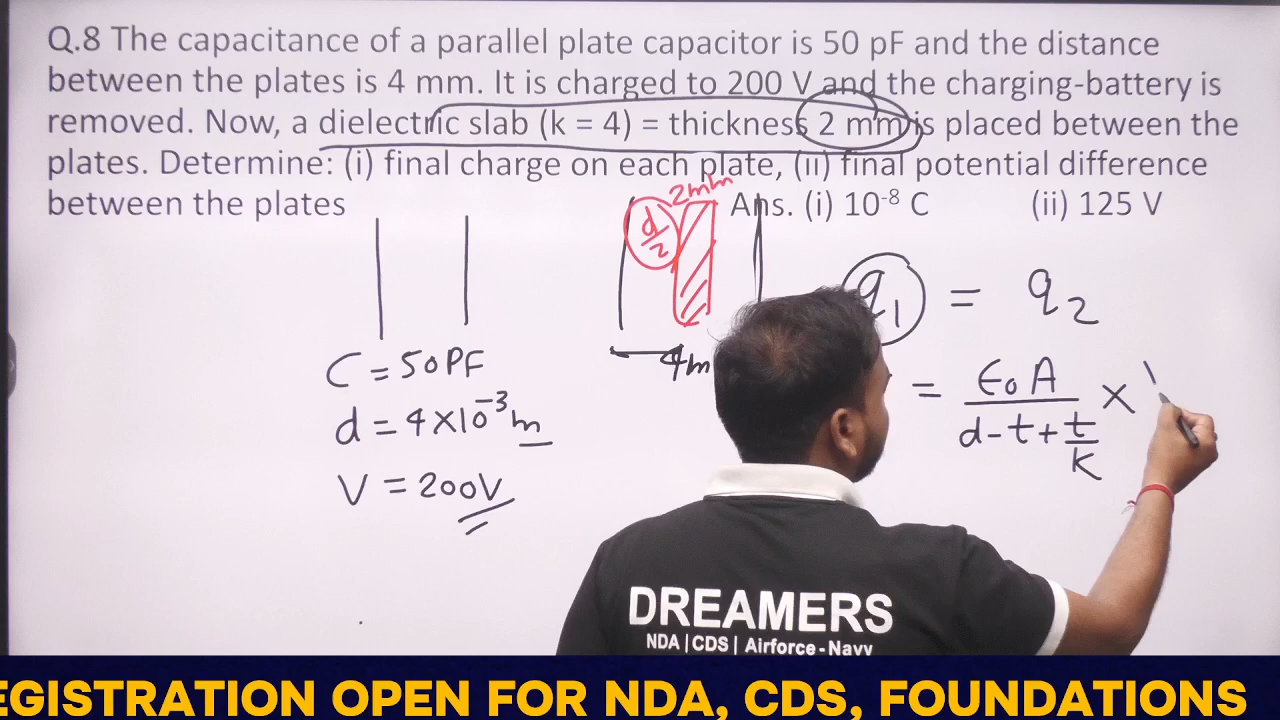 Q.8 The capacitance of a parallel plate capacitor is 50 pF and the distance
between the plates is 4 mm. It is charged to 200 V and the charging-battery is
removed. Now, a dielectric slab (k = 4) = thickness 2 mm is placed between the
plates. Determine: (i) final charge on each plate, (ii) final potential difference
between the plates Ans. (i) 10⁻⁸ C (ii) 125 V
2mm
d/2
q₁ = q₂
4m
C = 50PF
d = 4×10⁻³ m
V = 200V
= ε₀A / (d-t+t/k) ×
DREAMERS
NDA | CDS | Airforce - Navy
EGISTRATION OPEN FOR NDA, CDS, FOUNDATIONS